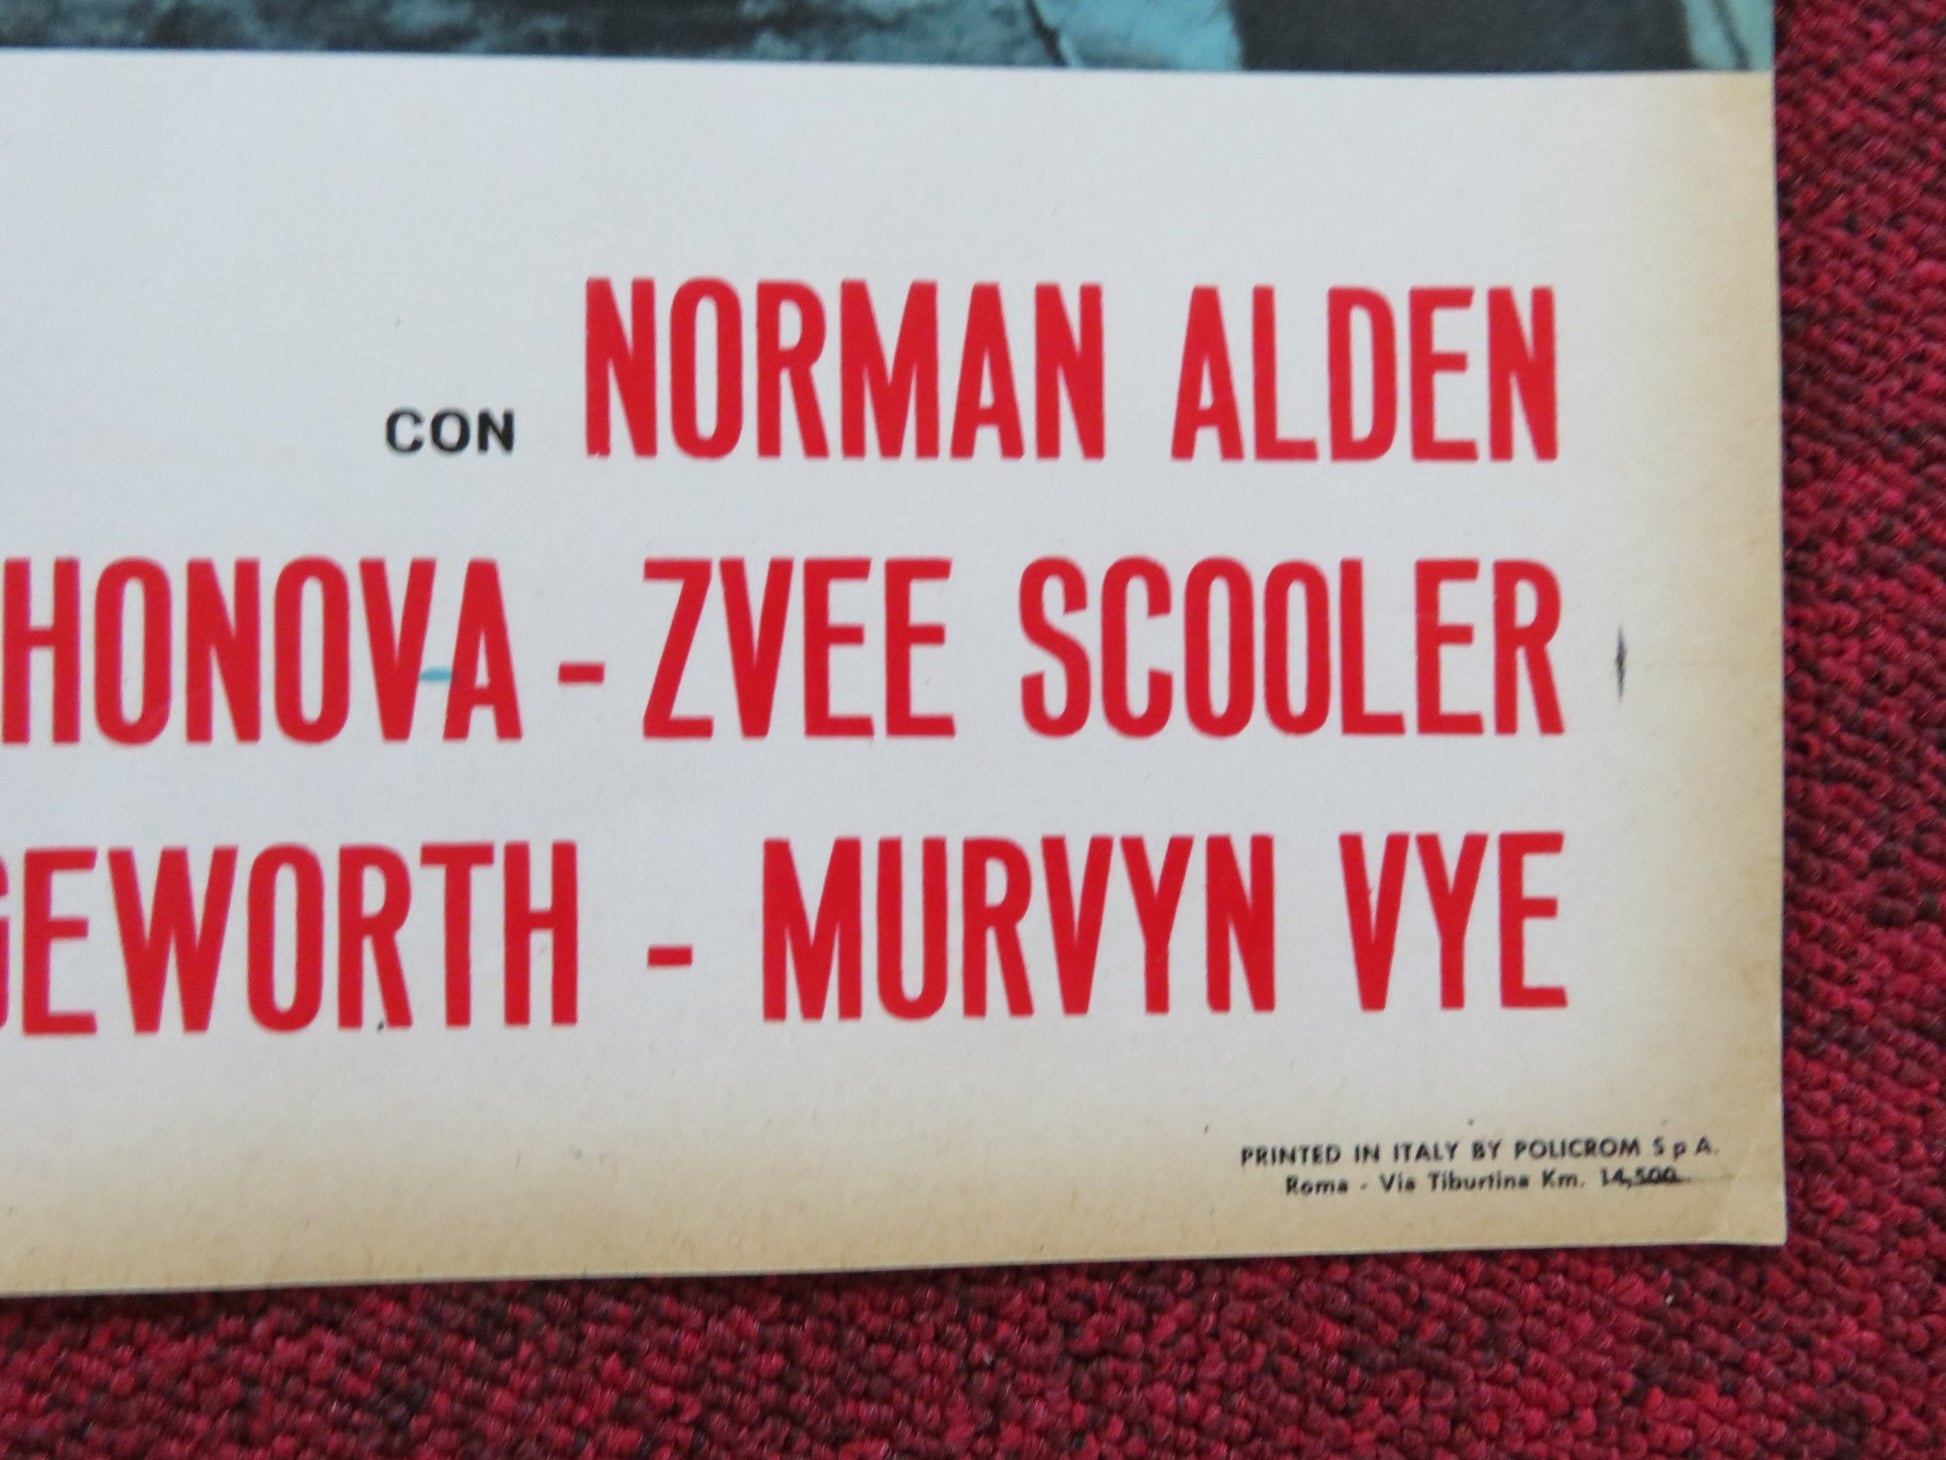 CON NORMAN ALDEN
HONOVA - ZVEE SCOOLER
GEWORTH - MURVYN VYE
PRINTED IN ITALY BY POLICROM S p A.
Roma - Via Tiburtina Km. 14,500